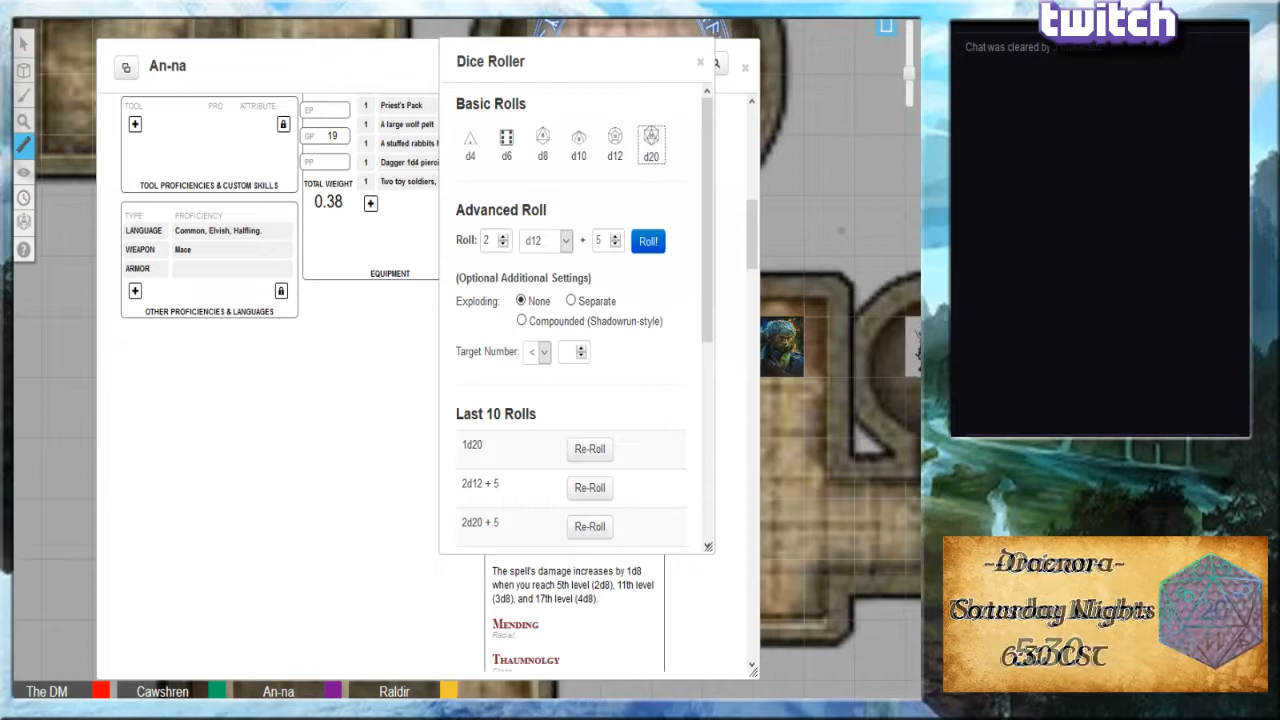 twitch
Chat was cleared by
An-na
TOOL PRO ATTRIBUTE
TOOL PROFICIENCIES & CUSTOM SKILLS
TYPE PROFICIENCY
LANGUAGE Common, Elvish, Halfling.
WEAPON Mace
ARMOR
OTHER PROFICIENCIES & LANGUAGES
EP
GP 19
PP
TOTAL WEIGHT
0.38
1 Priest's Pack
1 A large wolf pelt
1 A stuffed rabbits
1 Dagger 1d4 pierci
1 Two toy soldiers,
EQUIPMENT
Dice Roller
Basic Rolls
d4 d6 d8 d10 d12 d20
Advanced Roll
Roll: 2 d12 + 5 Roll!
(Optional Additional Settings)
Exploding: None Separate
Compounded (Shadowrun-style)
Target Number: <
Last 10 Rolls
1d20 Re-Roll
2d12 + 5 Re-Roll
2d20 + 5 Re-Roll
The spell's damage increases by 1d8
when you reach 5th level (2d8), 11th level
(3d8), and 17th level (4d8).
MENDING
Racial:
THAUMNOLGY
The DM Cawshren An-na Raldir
Saturday Nights
CST